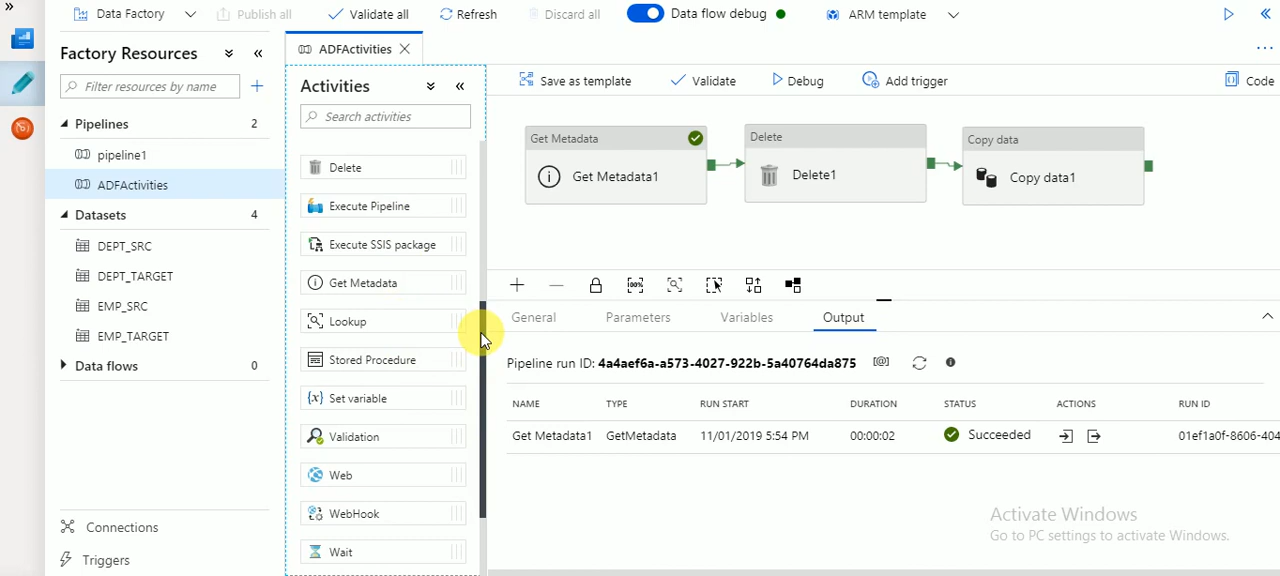 Data Factory
Publish all
Validate all
Refresh
Discard all
Data flow debug
ARM template
Factory Resources
Filter resources by name
Pipelines 2
pipeline1
ADFActivities
Datasets 4
DEPT_SRC
DEPT_TARGET
EMP_SRC
EMP_TARGET
Data flows 0
Connections
Triggers
ADFActivities
Activities
Search activities
Delete
Execute Pipeline
Execute SSIS package
Get Metadata
Lookup
Stored Procedure
Set variable
Validation
Web
WebHook
Wait
Save as template
Validate
Debug
Add trigger
Code
Get Metadata
Get Metadata1
Delete
Delete1
Copy data
Copy data1
General
Parameters
Variables
Output
Pipeline run ID: 4a4aef6a-a573-4027-922b-5a40764da875
NAME TYPE RUN START DURATION STATUS ACTIONS RUN ID
Get Metadata1 GetMetadata 11/01/2019 5:54 PM 00:00:02 Succeeded 01ef1a0f-8606-404
Activate Windows
Go to PC settings to activate Windows.